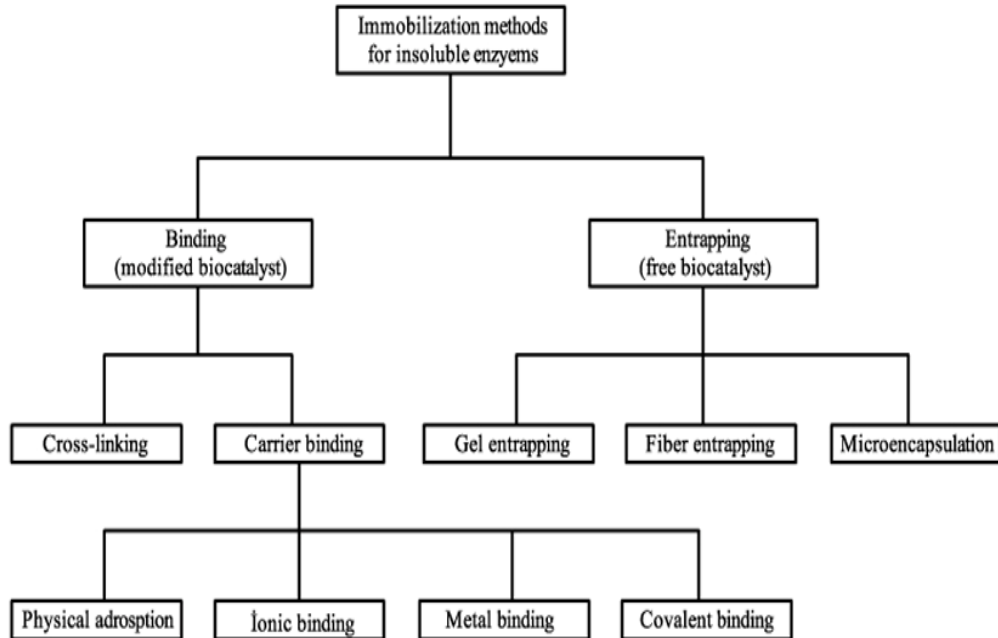 Immobilization methods
for insoluble enzyems
Binding
(modified biocatalyst)
Entrapping
(free biocatalyst)
Cross-linking
Carrier binding
Gel entrapping
Fiber entrapping
Microencapsulation
Physical adrosption
İonic binding
Metal binding
Covalent binding